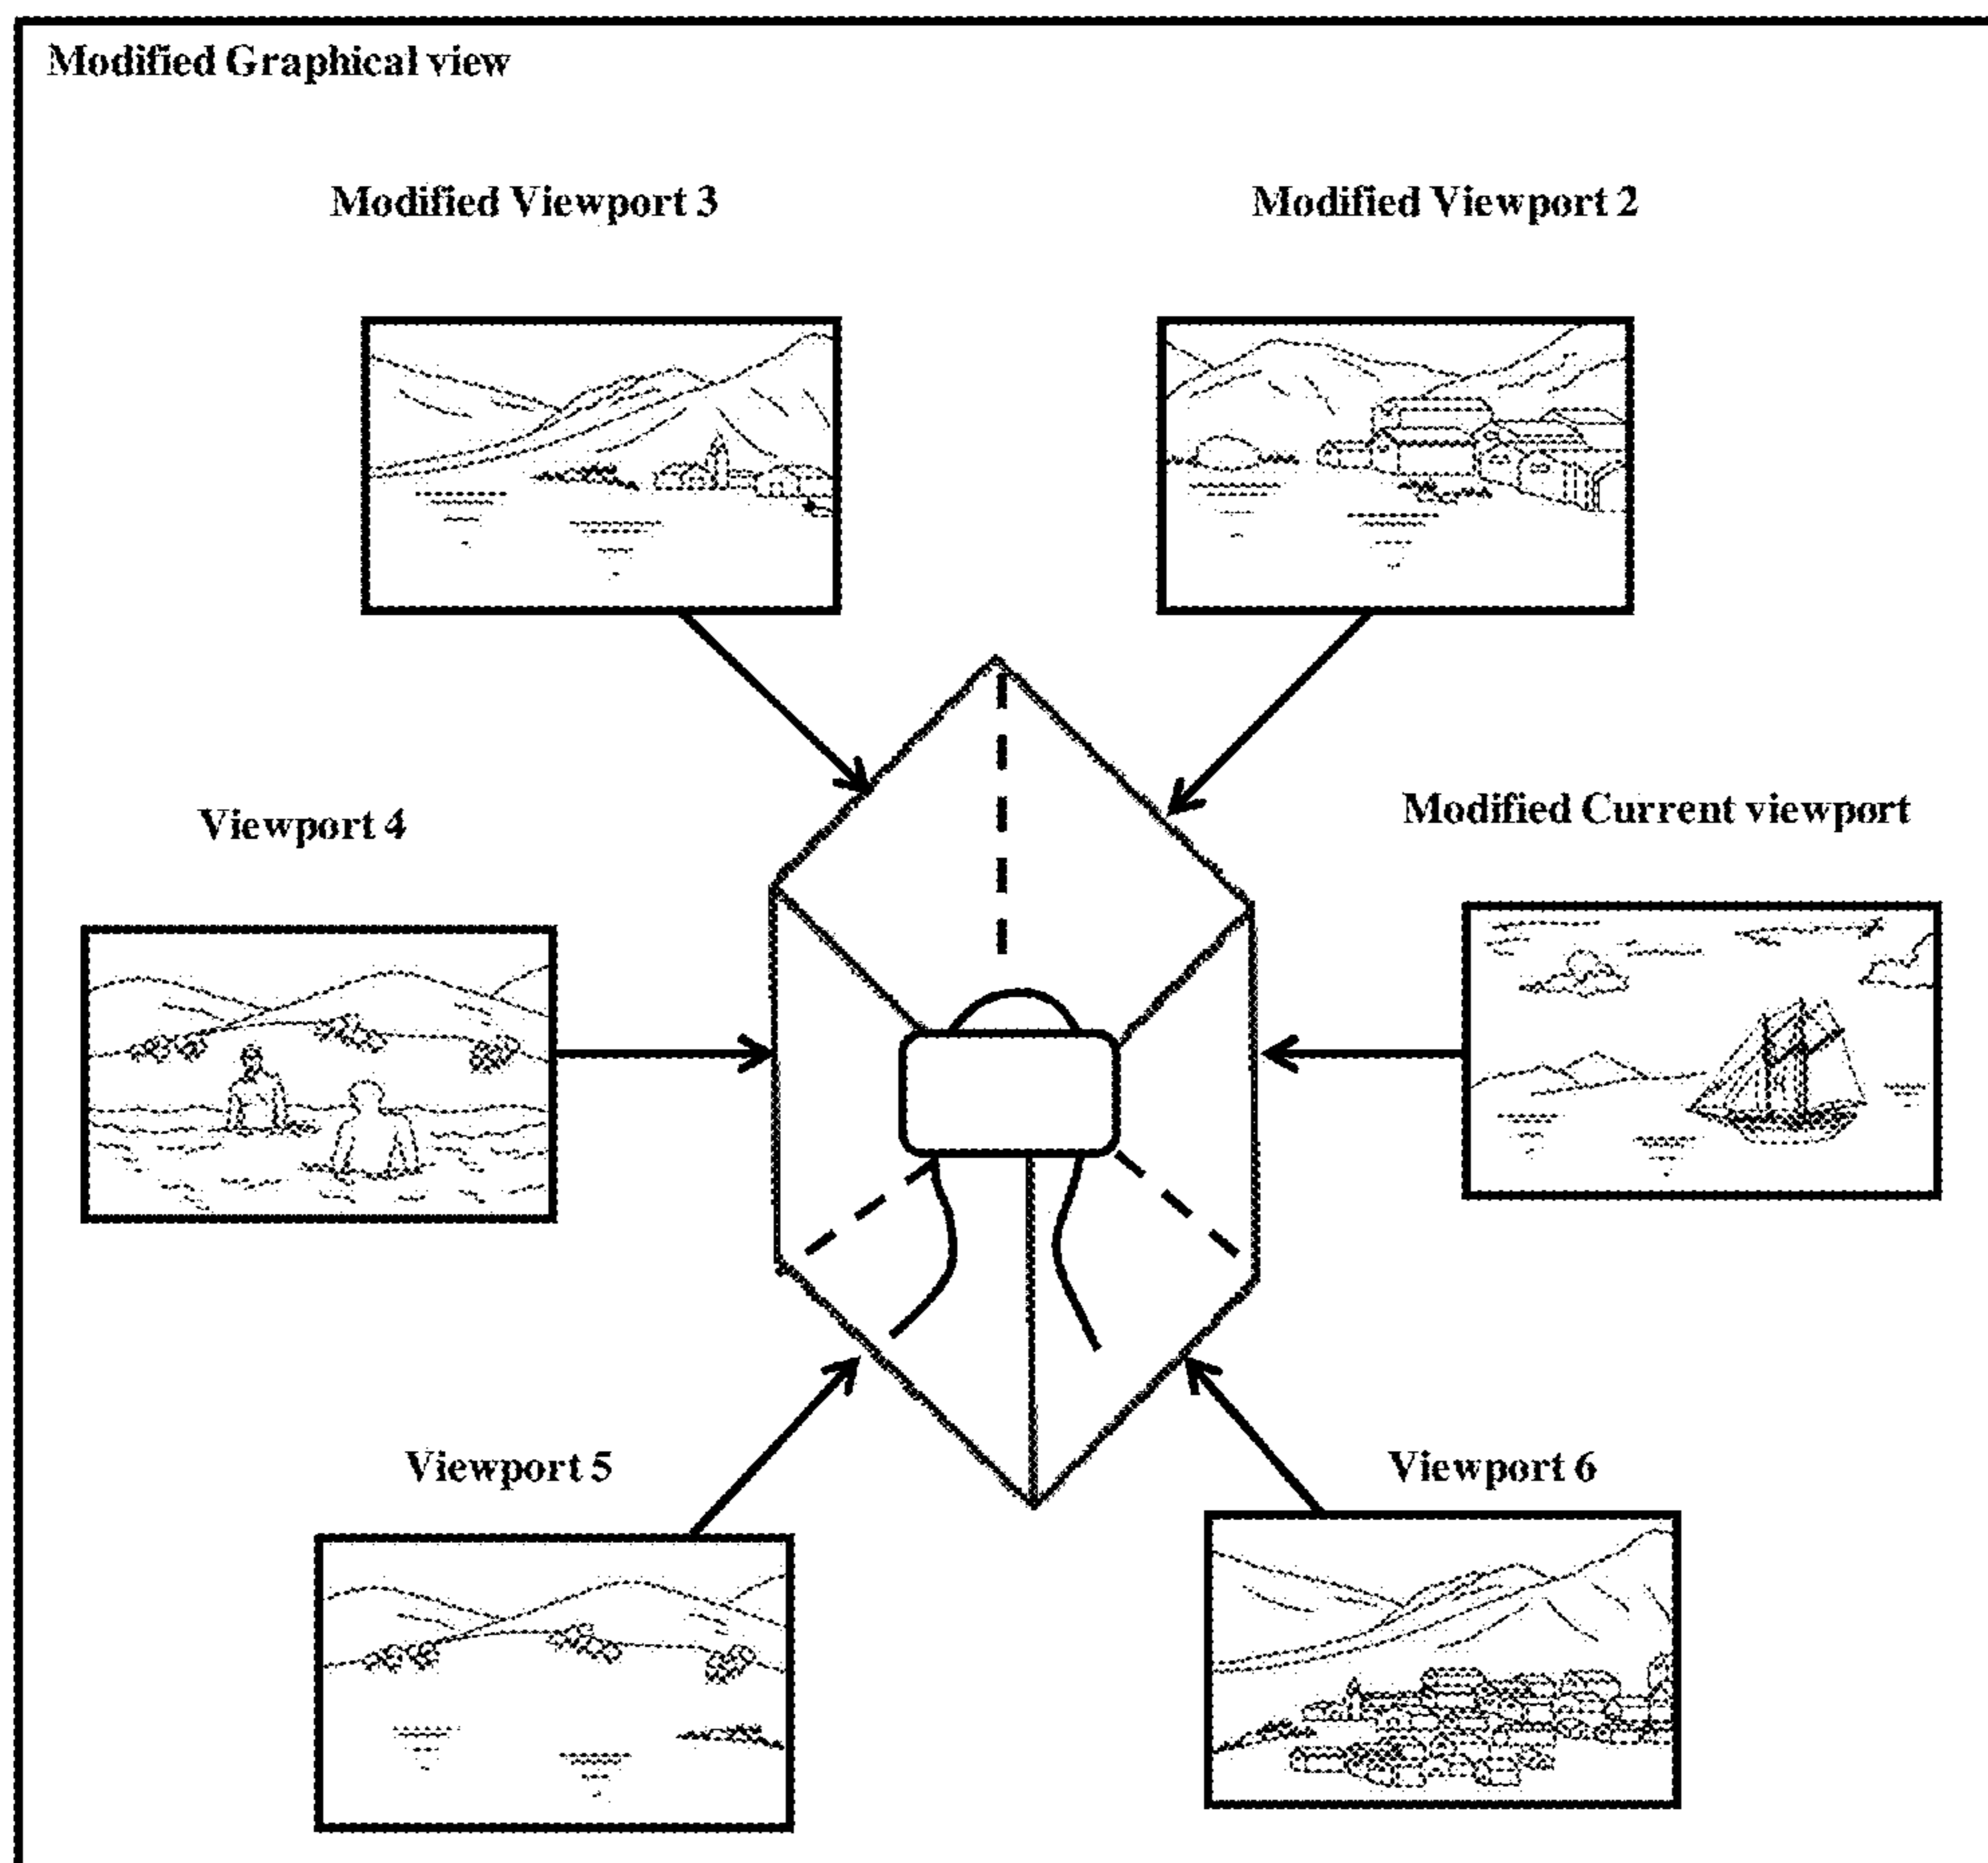 Modified Graphical view
Modified Viewport 3
Modified Viewport 2
Viewport 4
Modified Current viewport
Viewport 5
Viewport 6